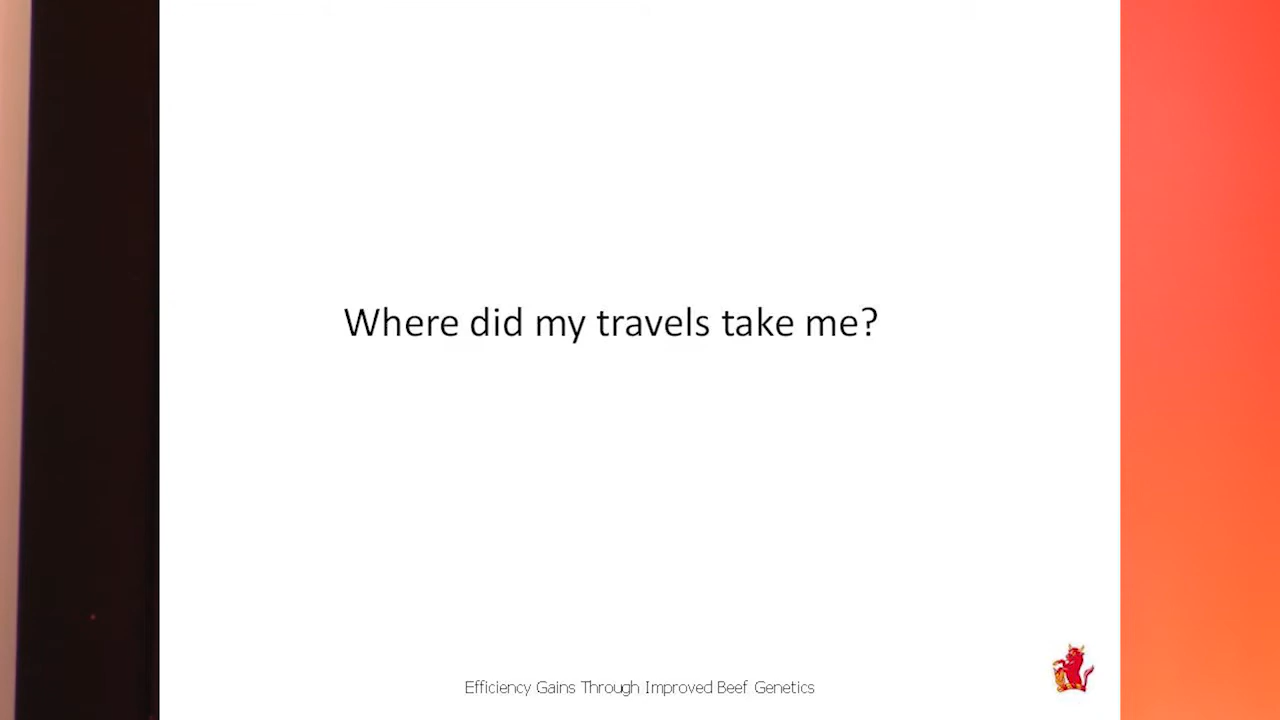 Where did my travels take me?
Efficiency Gains Through Improved Beef Genetics